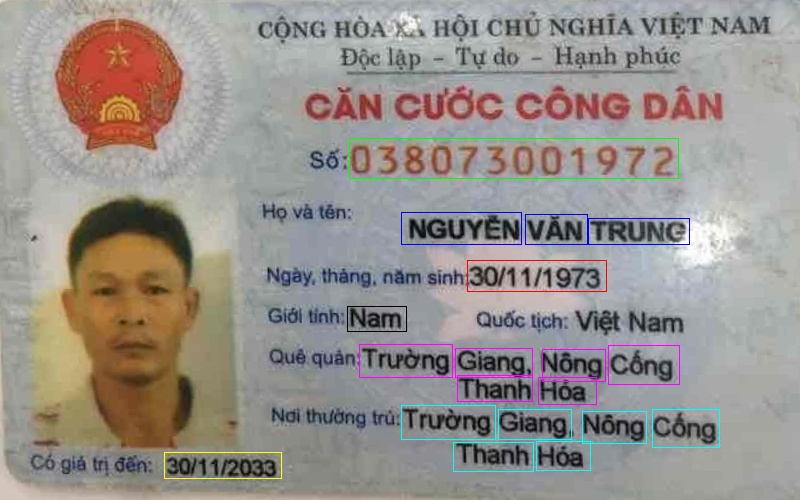 CỘNG HÒA XÃ HỘI CHỦ NGHĨA VIỆT NAM
Độc lập - Tự do - Hạnh phúc
CĂN CƯỚC CÔNG DÂN
Số: 038073001972
Họ và tên:
NGUYỄN VĂN TRUNG
Ngày, tháng, năm sinh: 30/11/1973
Giới tính: Nam Quốc tịch: Việt Nam
Quê quán: Trường Giang, Nông Cống
Thanh Hóa
Nơi thường trú: Trường Giang, Nông Cống
Thanh Hóa
Có giá trị đến: 30/11/2033